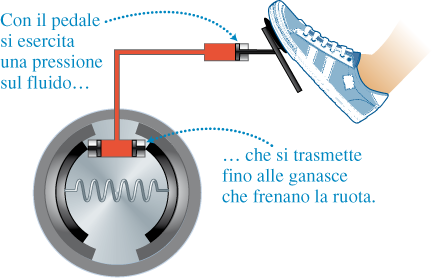 Con il pedale
si esercita
una pressione
sul fluido…
… che si trasmette
fino alle ganasce
che frenano la ruota.